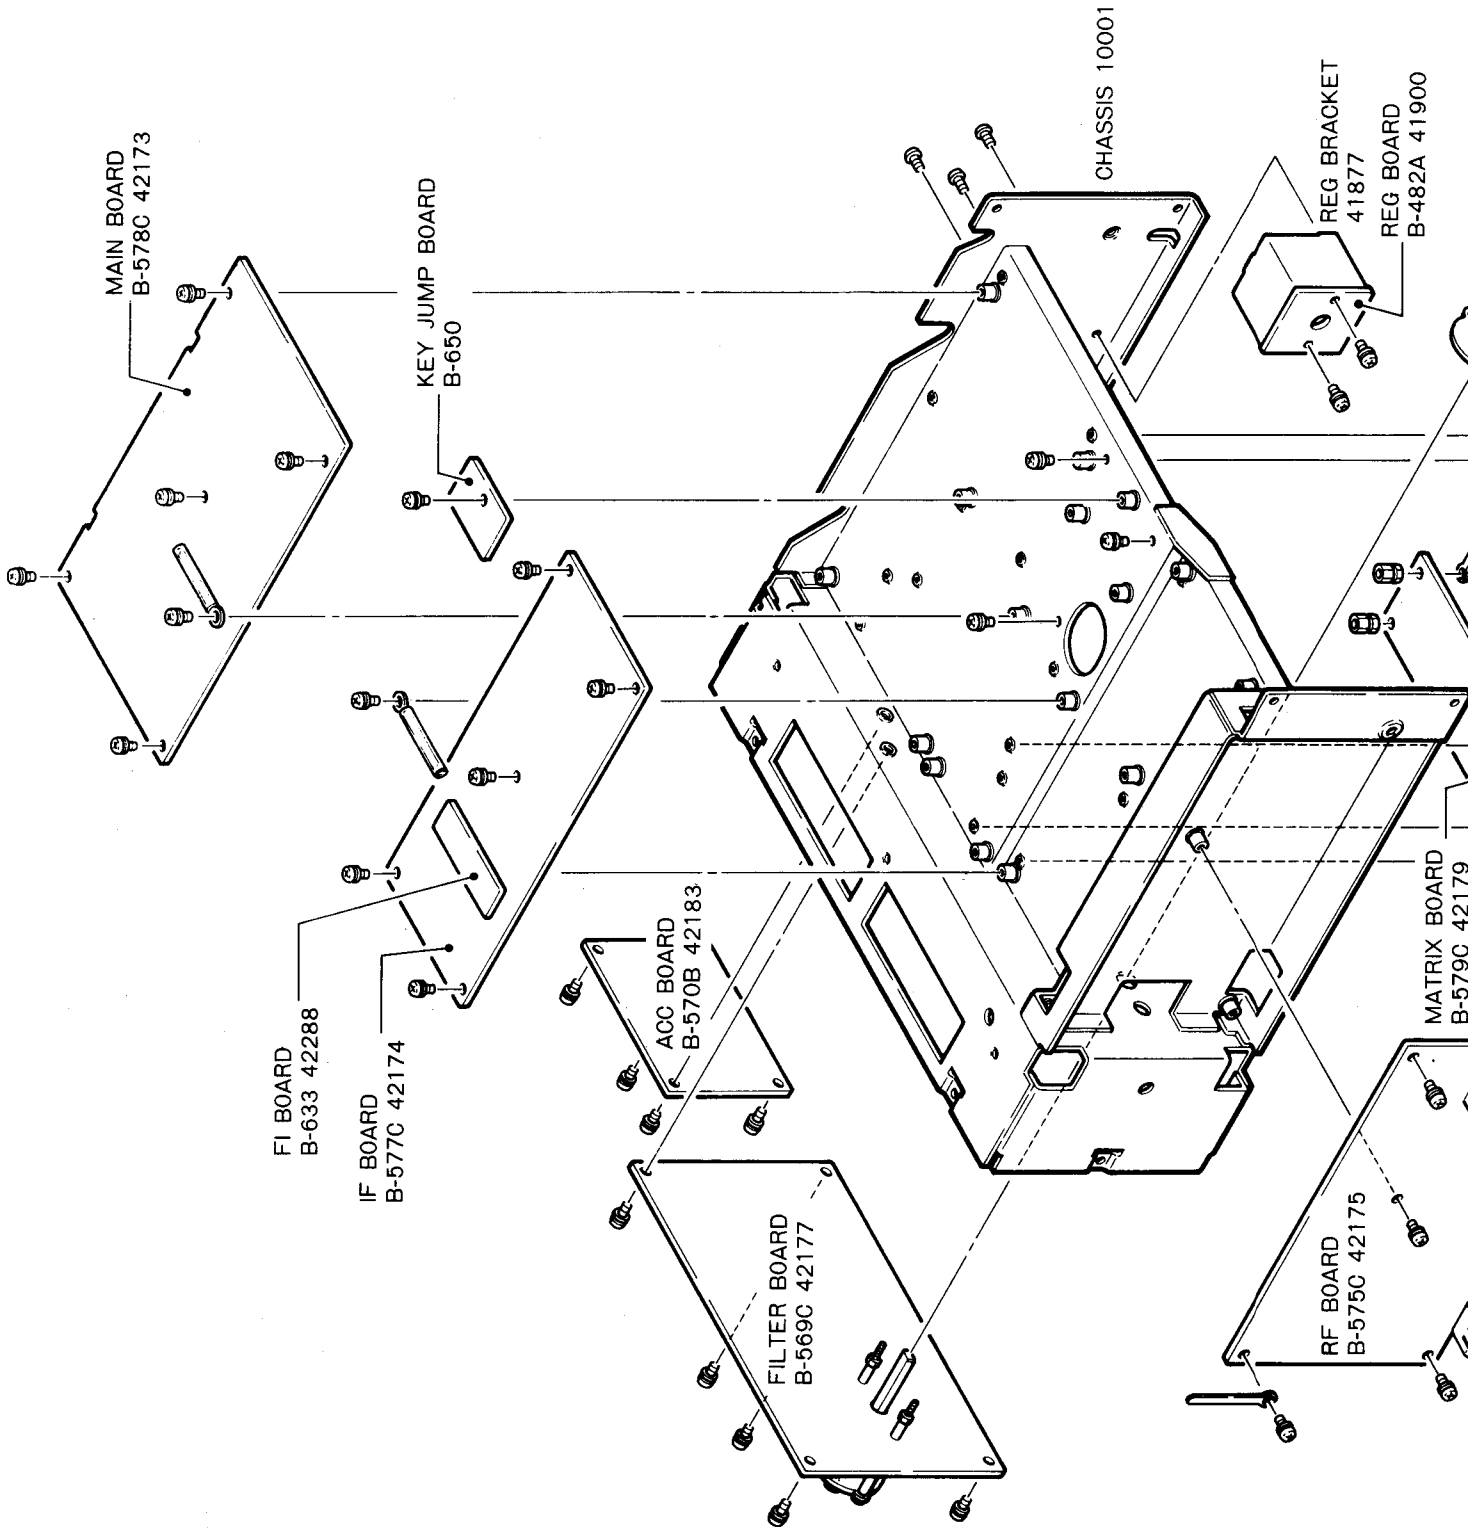 MAIN BOARD
B-578C 42173
KEY JUMP BOARD
B-650
CHASSIS 10001
REG BRACKET
41877
REG BOARD
B-482A 41900
FI BOARD
B-633 42288
IF BOARD
B-577C 42174
ACC BOARD
B-570B 42183
FILTER BOARD
B-569C 42177
RF BOARD
B-575C 42175
MATRIX BOARD
B-579C 42179